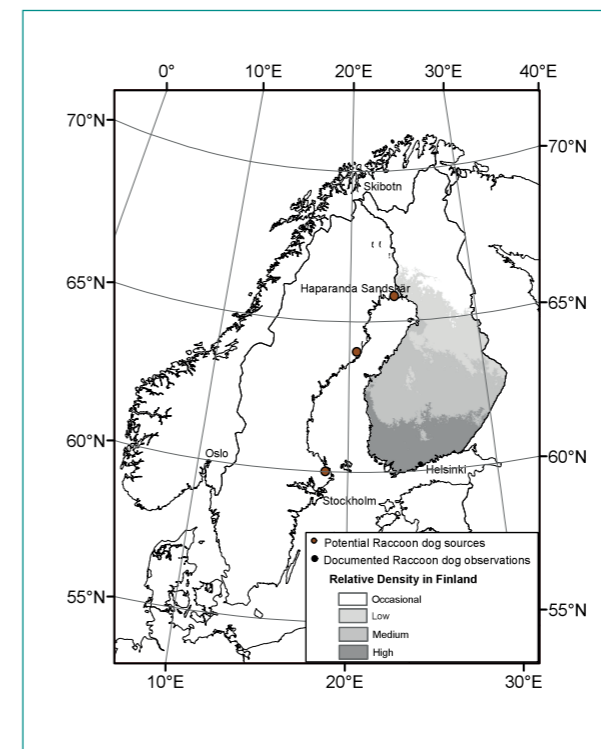 0° 10°E 20°E 30°E 40°E
70°N
70°N
Skibotn
65°N
Haparanda Sandskär
65°N
60°N
Oslo
60°N
Helsinki
Stockholm
Potential Raccoon dog sources
Documented Raccoon dog observations
Relative Density in Finland
Occasional
Low
Medium
High
55°N
55°N
10°E 20°E 30°E